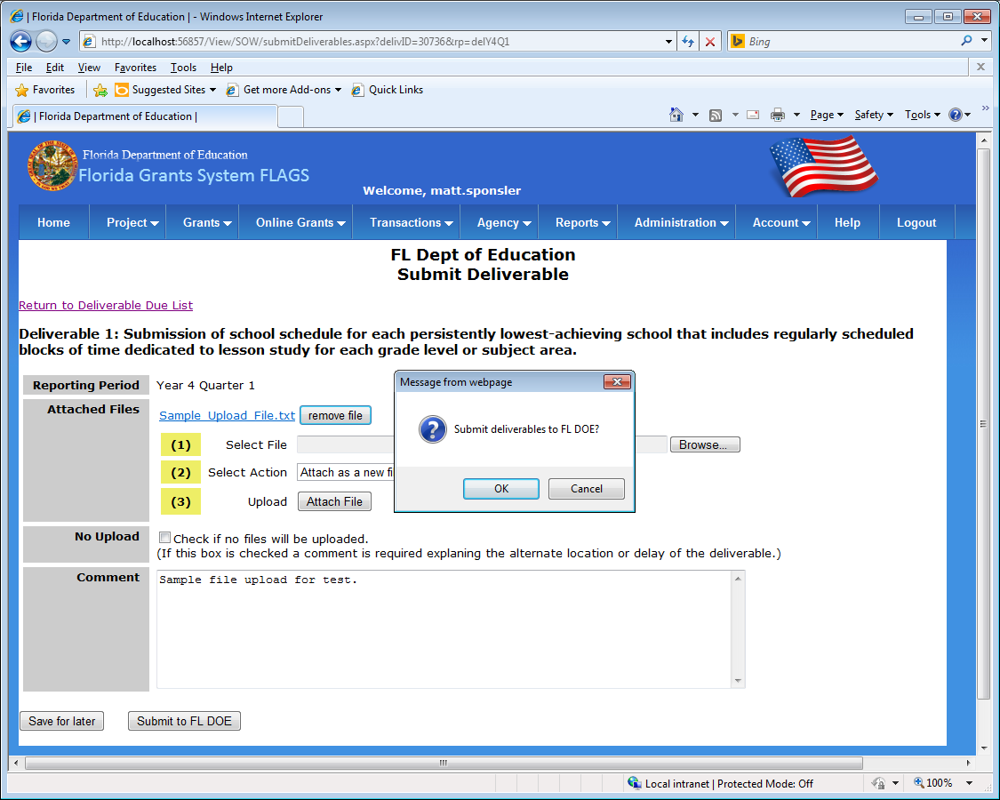 | Florida Department of Education | - Windows Internet Explorer
http://localhost:56857/View/SOW/submitDeliverables.aspx?delivID=30736&rp=delY4Q1
Bing
File Edit View Favorites Tools Help
Favorites Suggested Sites Get more Add-ons Quick Links
| Florida Department of Education |
Page Safety Tools
Florida Department of Education
Florida Grants System FLAGS
Welcome, matt.sponsler
Home Project Grants Online Grants Transactions Agency Reports Administration Account Help Logout
FL Dept of Education
Submit Deliverable
Return to Deliverable Due List
Deliverable 1: Submission of school schedule for each persistently lowest-achieving school that includes regularly scheduled
blocks of time dedicated to lesson study for each grade level or subject area.
Reporting Period Year 4 Quarter 1
Attached Files Sample_Upload_File.txt remove file
(1) Select File Browse...
(2) Select Action Attach as a new fi
(3) Upload Attach File
Message from webpage
Submit deliverables to FL DOE?
OK Cancel
No Upload Check if no files will be uploaded.
(If this box is checked a comment is required explaning the alternate location or delay of the deliverable.)
Comment Sample file upload for test.
Save for later Submit to FL DOE
Local intranet | Protected Mode: Off 100%